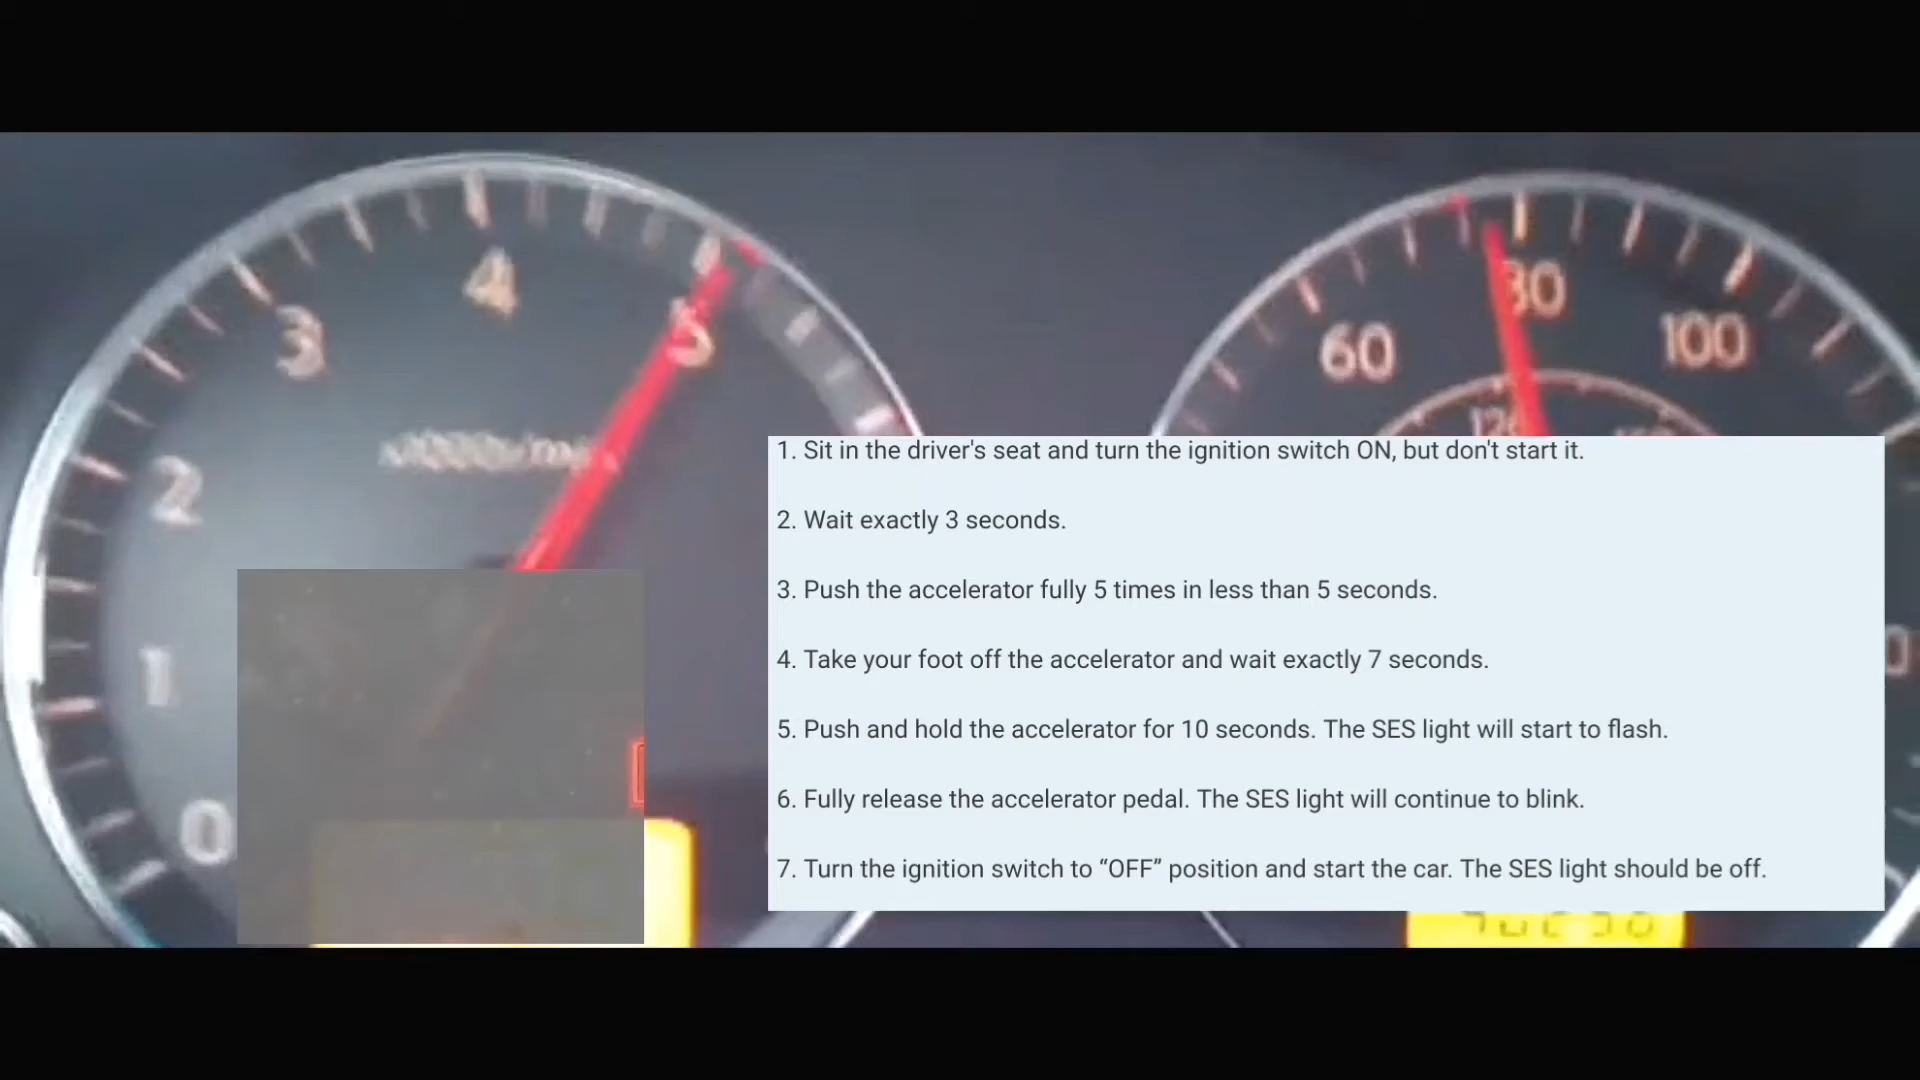 4
3
5
2
1
0
80
60
100
120
1. Sit in the driver's seat and turn the ignition switch ON, but don't start it.
2. Wait exactly 3 seconds.
3. Push the accelerator fully 5 times in less than 5 seconds.
4. Take your foot off the accelerator and wait exactly 7 seconds.
5. Push and hold the accelerator for 10 seconds. The SES light will start to flash.
6. Fully release the accelerator pedal. The SES light will continue to blink.
7. Turn the ignition switch to “OFF” position and start the car. The SES light should be off.